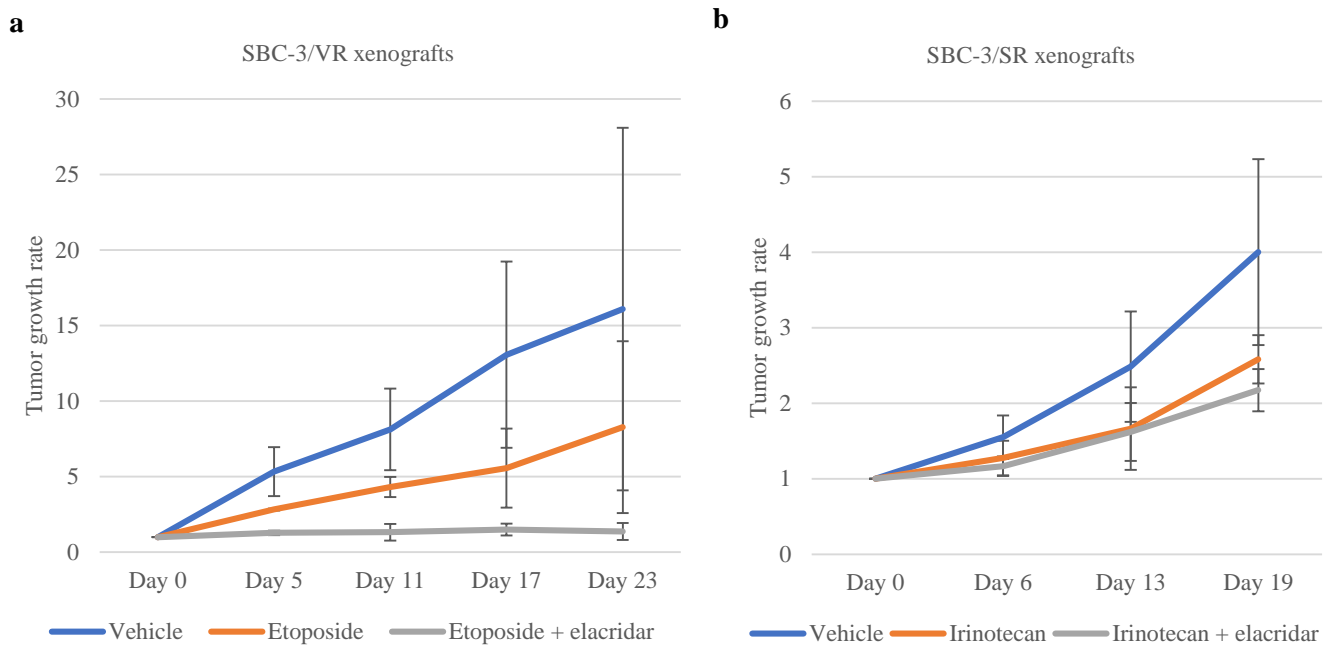 a
SBC-3/VR xenografts
30
25
20
15
10
5
0
Tumor growth rate
Day 0 Day 5 Day 11 Day 17 Day 23
Vehicle Etoposide Etoposide + elacridar
b
SBC-3/SR xenografts
6
5
4
3
2
1
0
Tumor growth rate
Day 0 Day 6 Day 13 Day 19
Vehicle Irinotecan Irinotecan + elacridar